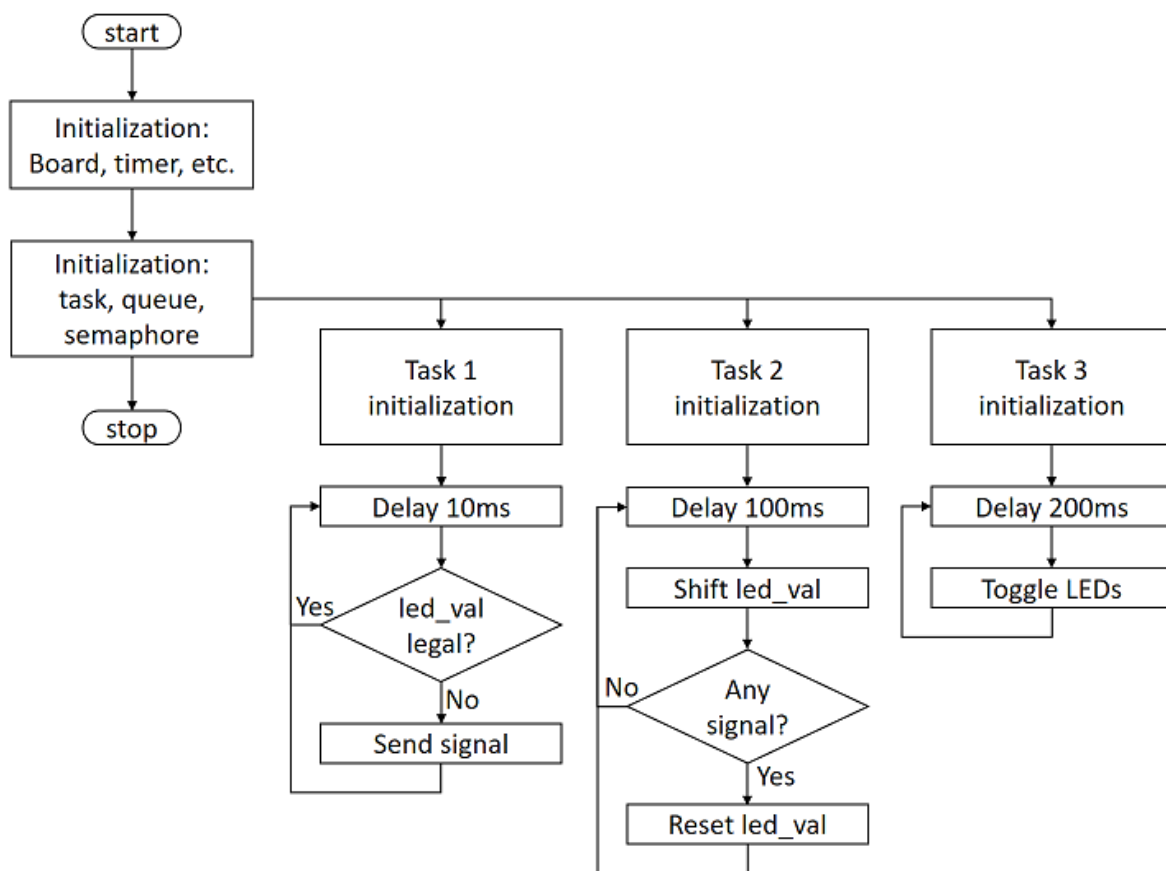 start
Initialization:
Board, timer, etc.
Initialization:
task, queue,
semaphore
stop
Task 1
initialization
Delay 10ms
Yes
led_val
legal?
No
Send signal
Task 2
initialization
Delay 100ms
Shift led_val
No
Any
signal?
Yes
Reset led_val
Task 3
initialization
Delay 200ms
Toggle LEDs